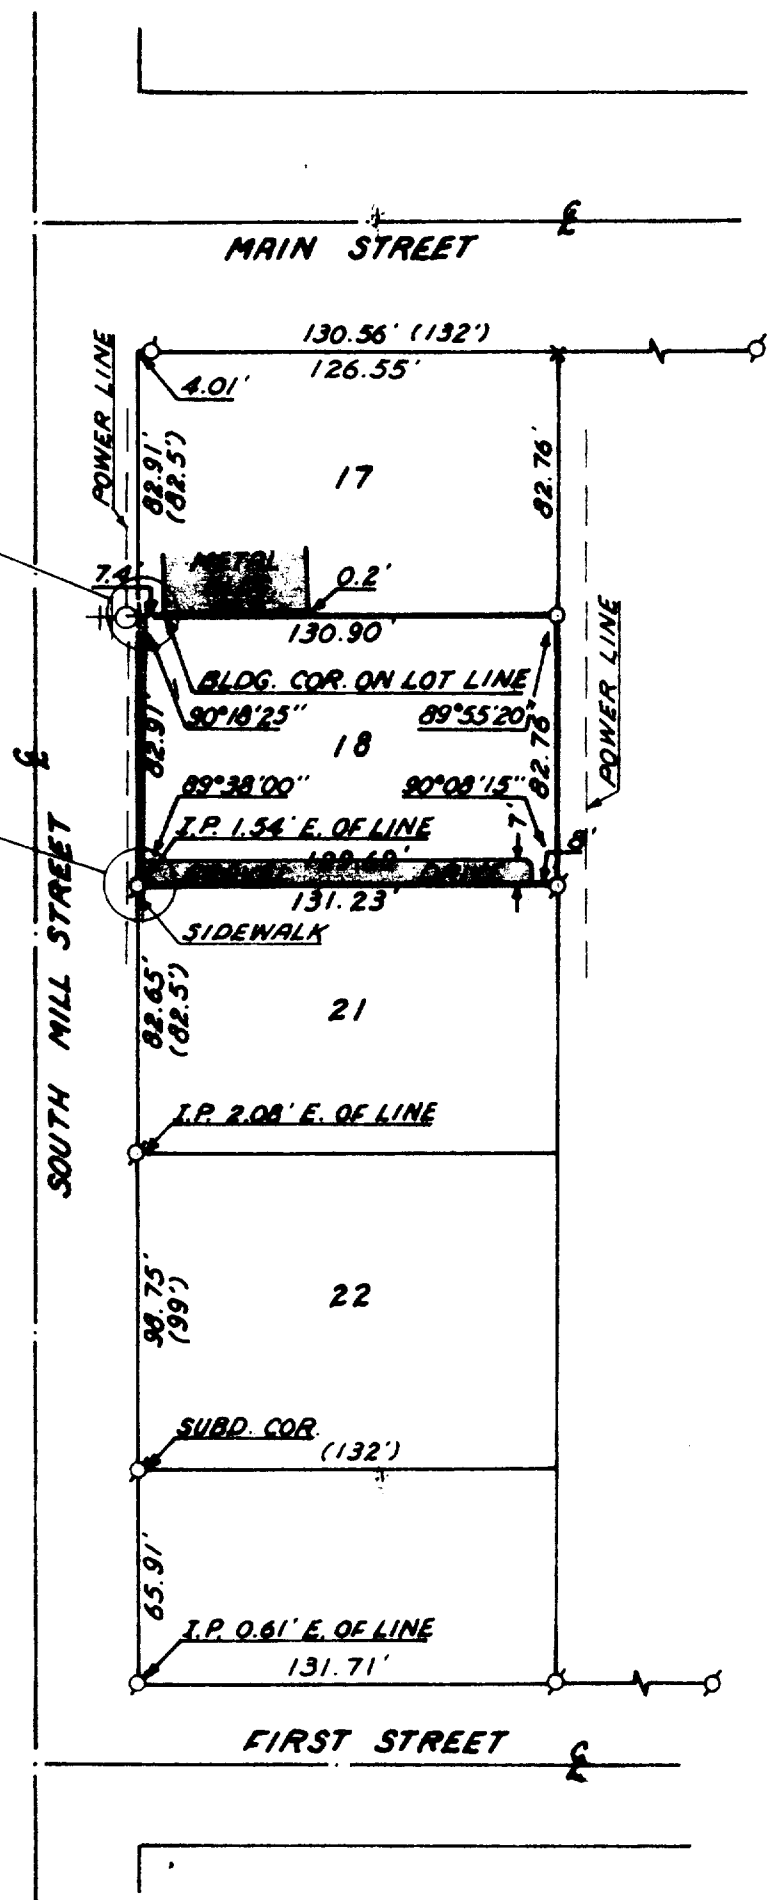 ℄
MAIN STREET
130.56' (132')
126.55'
4.01'
POWER LINE
82.91'
(82.5')
17
82.76'
METAL
7.4'
0.2'
130.90'
BLDG. COR. ON LOT LINE
90°18'25"
89°55'20"
82.91'
18
82.76'
POWER LINE
℄
89°38'00"
90°08'15"
I.P. 1.54' E. OF LINE
7'
8'
DRIVE
131.23'
SIDEWALK
SOUTH MILL STREET
82.65'
(82.5')
21
I.P. 2.08' E. OF LINE
98.75'
(99')
22
SUBD. COR.
(132')
65.91'
I.P. 0.61' E. OF LINE
131.71'
FIRST STREET
℄